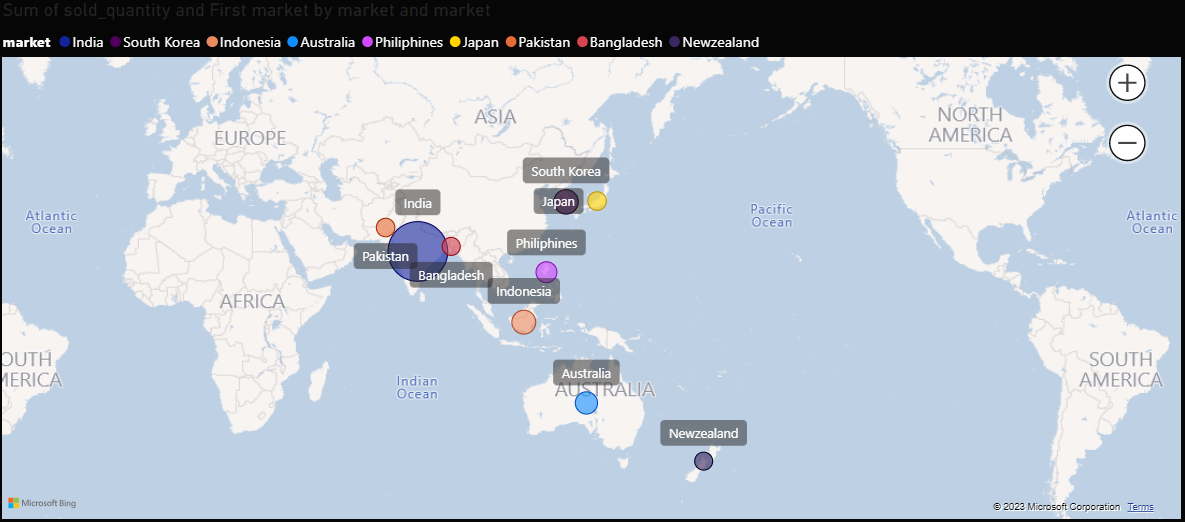 Sum of sold_quantity and First market by market and market
market India South Korea Indonesia Australia Philiphines Japan Pakistan Bangladesh Newzealand
ASIA
NORTH
AMERICA
EUROPE
South Korea
India
Japan
Atlantic
Ocean
Pacific
Ocean
Atlantic
Ocean
Philiphines
Pakistan
Bangladesh
Indonesia
AFRICA
OUTH
MERICA
SOUTH
AMERICA
Australia
AUSTRALIA
Indian
Ocean
Newzealand
Microsoft Bing
© 2023 Microsoft Corporation Terms